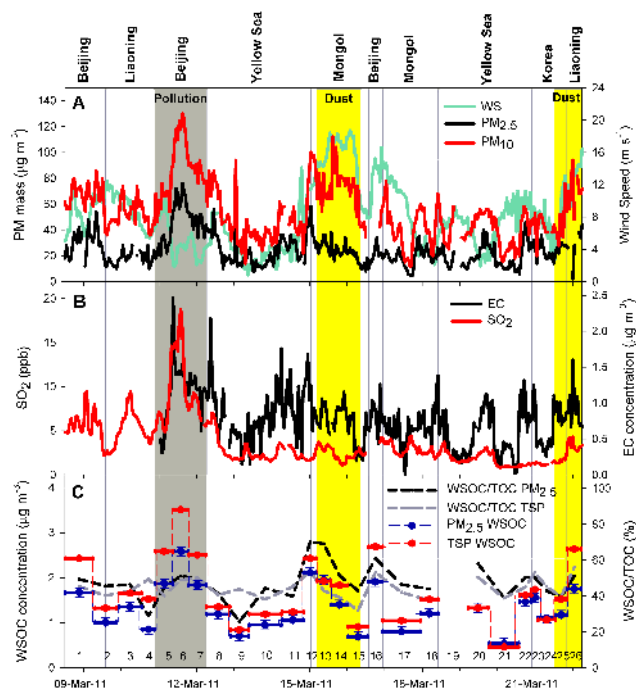 Beijing Liaoning Beijing Yellow Sea Mongol Beijing Mongol Yellow Sea Korea Liaoning
A
Pollution Dust Dust
WS
PM2.5
PM10
140
120
100
80
60
40
20
0
PM mass (µg m-3)
24
20
16
12
8
4
0
Wind Speed (m s-1)
B
EC
SO2
20
15
10
5
SO2 (ppb)
2.5
2.0
1.5
1.0
0.5
0.0
EC concentration (µg m-3)
C
WSOC/TOC PM2.5
WSOC/TOC TSP
PM2.5 WSOC
TSP WSOC
4
3
2
1
0
WSOC concentration (µg m-3)
100
80
60
40
20
0
WSOC/TOC (%)
1 2 3 4 5 6 7 8 9 10 11 12 13 14 15 16 17 18 19 20 21 22 23 24 25 26
09-Mar-11 12-Mar-11 15-Mar-11 18-Mar-11 21-Mar-11